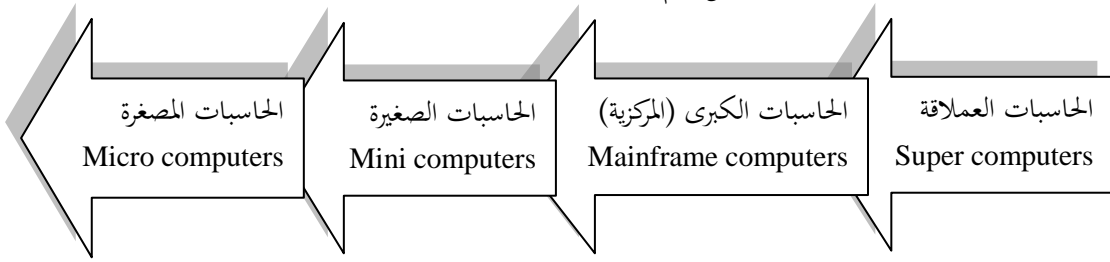 الحاسبات العملاقة
Super computers
الحاسبات الكبرى (المركزية)
Mainframe computers
الحاسبات الصغيرة
Mini computers
الحاسبات المصغرة
Micro computers